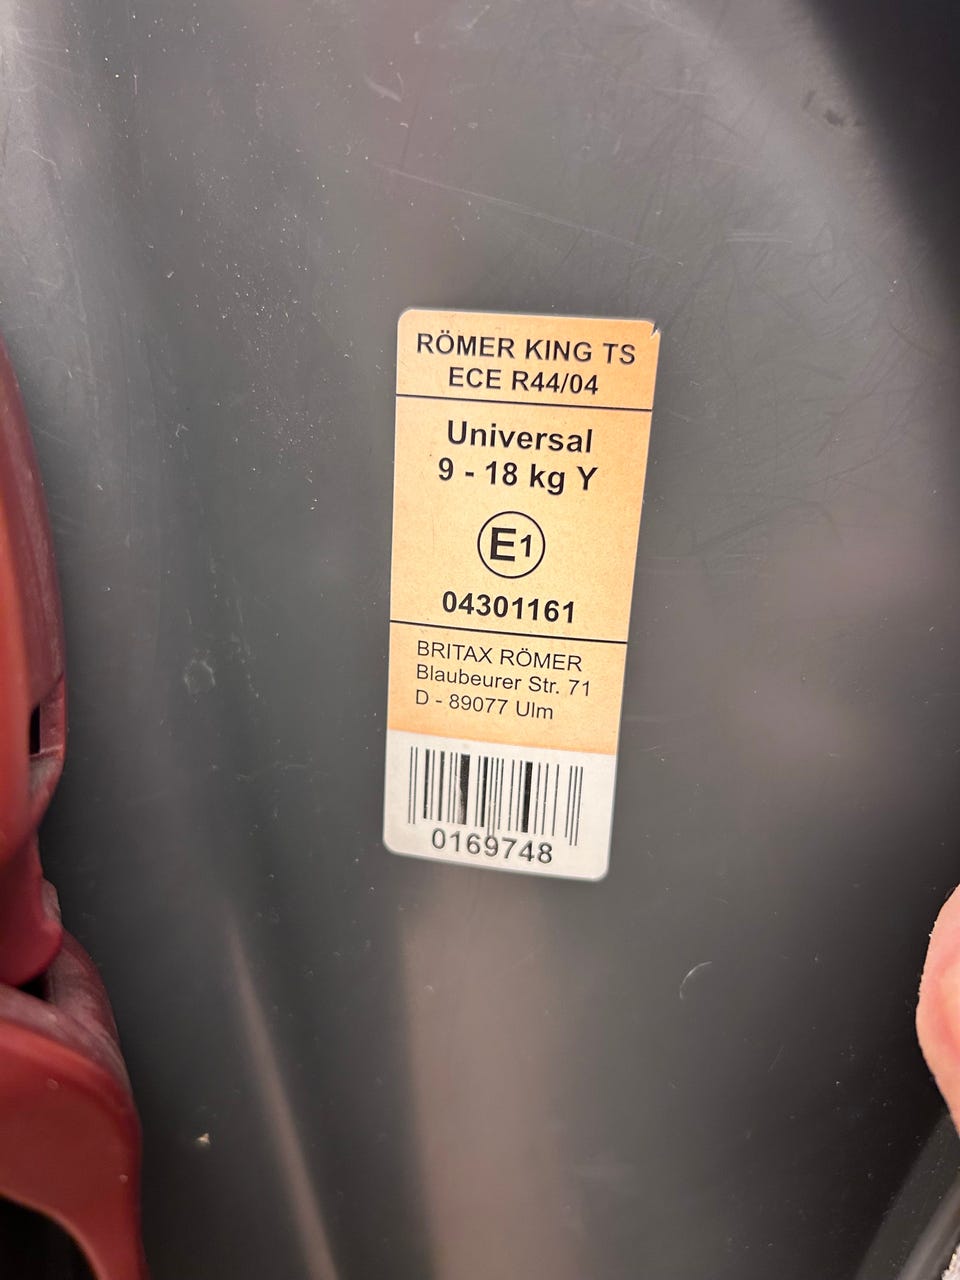 RÖMER KING TS
ECE R44/04
Universal
9 - 18 kg Y
E1
04301161
BRITAX RÖMER
Blaubeurer Str. 71
D - 89077 Ulm
0169748